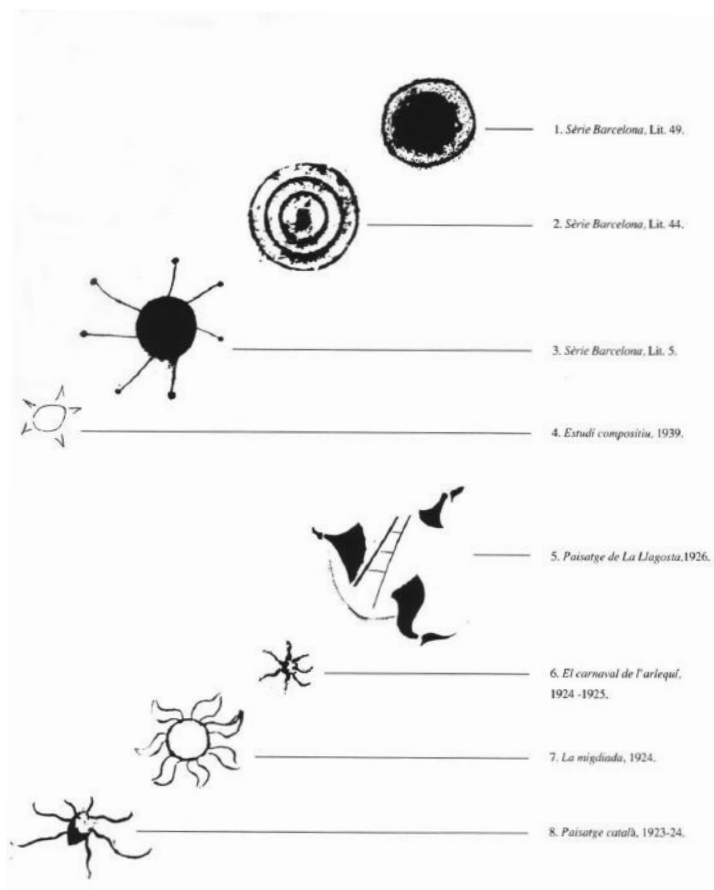 1. Sèrie Barcelona, Lit. 49.
2. Sèrie Barcelona, Lit. 44.
3. Sèrie Barcelona, Lit. 5.
4. Estudi compositiu, 1939.
5. Paisatge de La Llagosta,1926.
6. El carnaval de l'arlequí,
1924 -1925.
7. La migdiada, 1924.
8. Paisatge català, 1923-24.